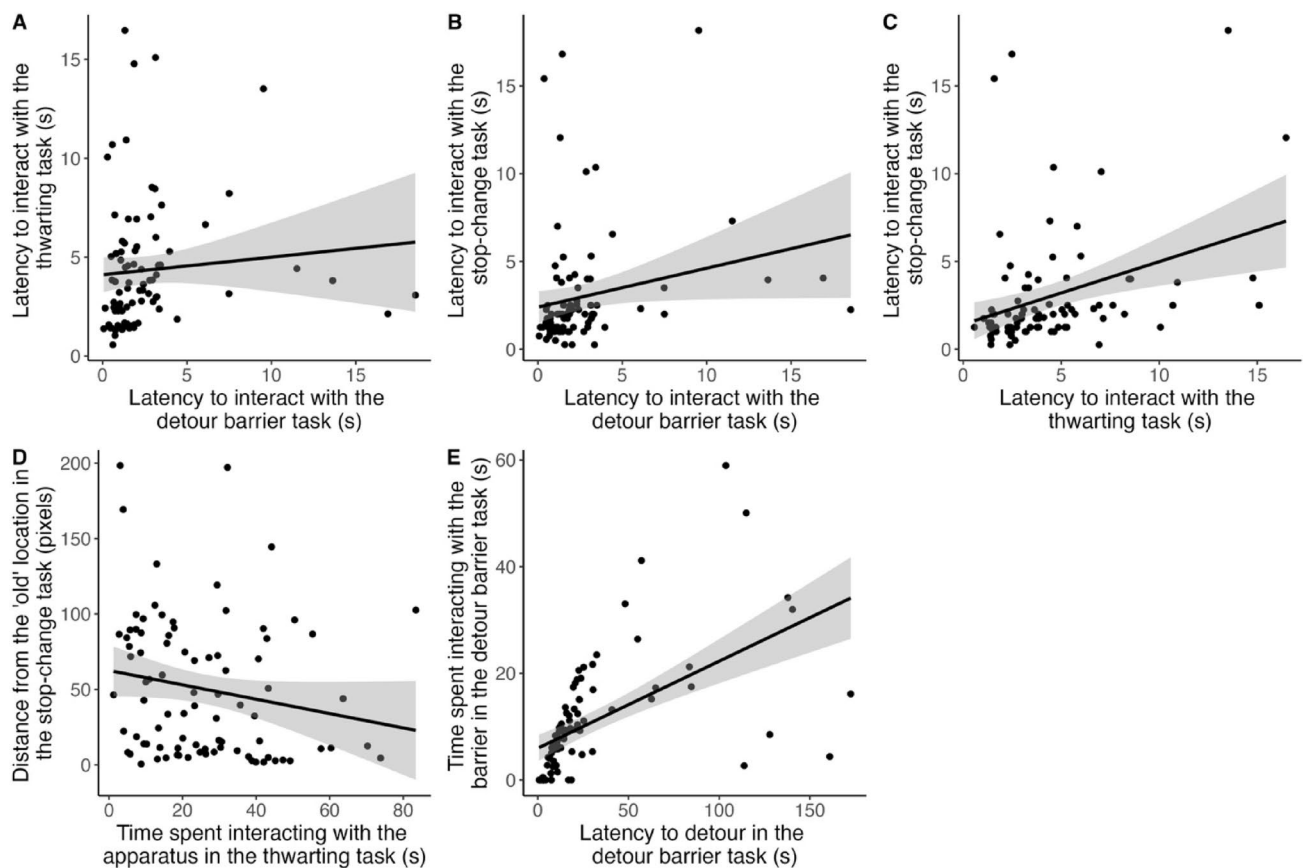 A
Latency to interact with the
thwarting task (s)
15
10
5
0
0
5
10
15
Latency to interact with the
detour barrier task (s)
B
Latency to interact with the
stop-change task (s)
15
10
5
0
0
5
10
15
Latency to interact with the
detour barrier task (s)
C
Latency to interact with the
stop-change task (s)
15
10
5
0
0
5
10
15
Latency to interact with the
thwarting task (s)
D
Distance from the 'old' location in
the stop-change task (pixels)
200
150
100
50
0
0
20
40
60
80
Time spent interacting with the
apparatus in the thwarting task (s)
E
Time spent interacting with the
barrier in the detour barrier task (s)
60
40
20
0
0
50
100
150
Latency to detour in the
detour barrier task (s)